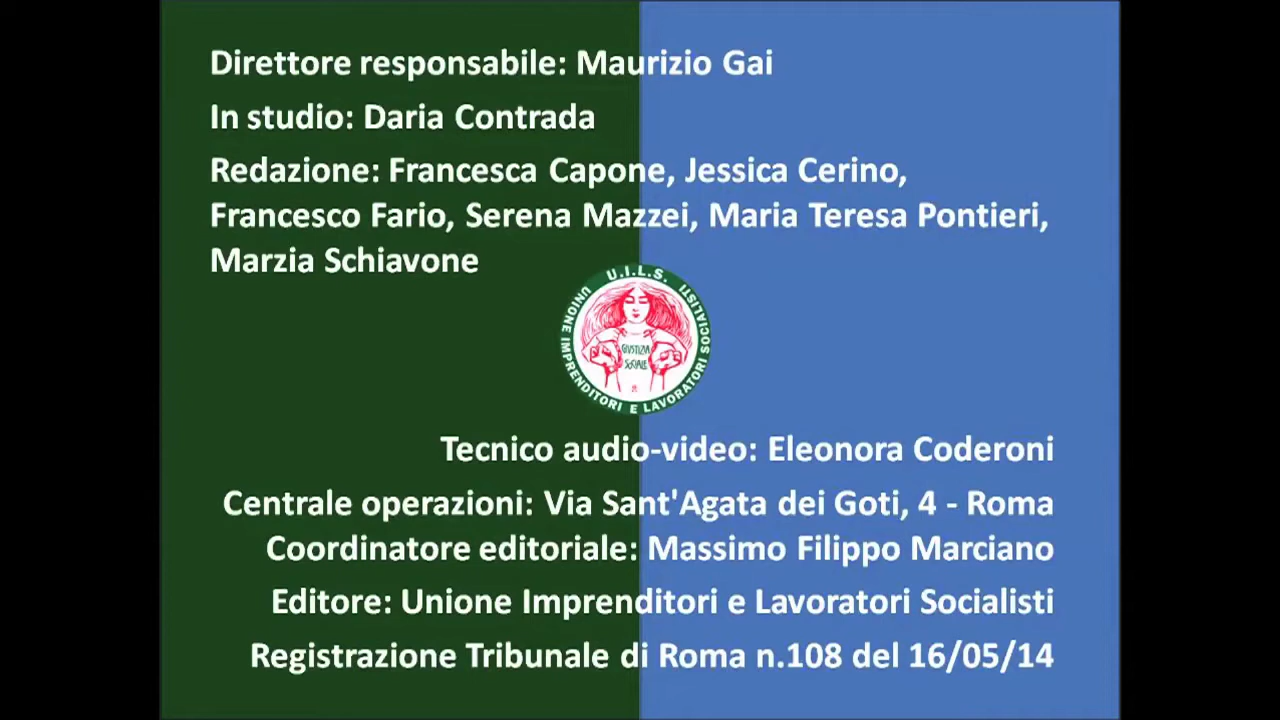 Direttore responsabile: Maurizio Gai
In studio: Daria Contrada
Redazione: Francesca Capone, Jessica Cerino,
Francesco Fario, Serena Mazzei, Maria Teresa Pontieri,
Marzia Schiavone
U.I.L.S.
UNIONE IMPRENDITORI E LAVORATORI SOCIALISTI
GIUSTIZIA
SOCIALE
Tecnico audio-video: Eleonora Coderoni
Centrale operazioni: Via Sant'Agata dei Goti, 4 - Roma
Coordinatore editoriale: Massimo Filippo Marciano
Editore: Unione Imprenditori e Lavoratori Socialisti
Registrazione Tribunale di Roma n.108 del 16/05/14